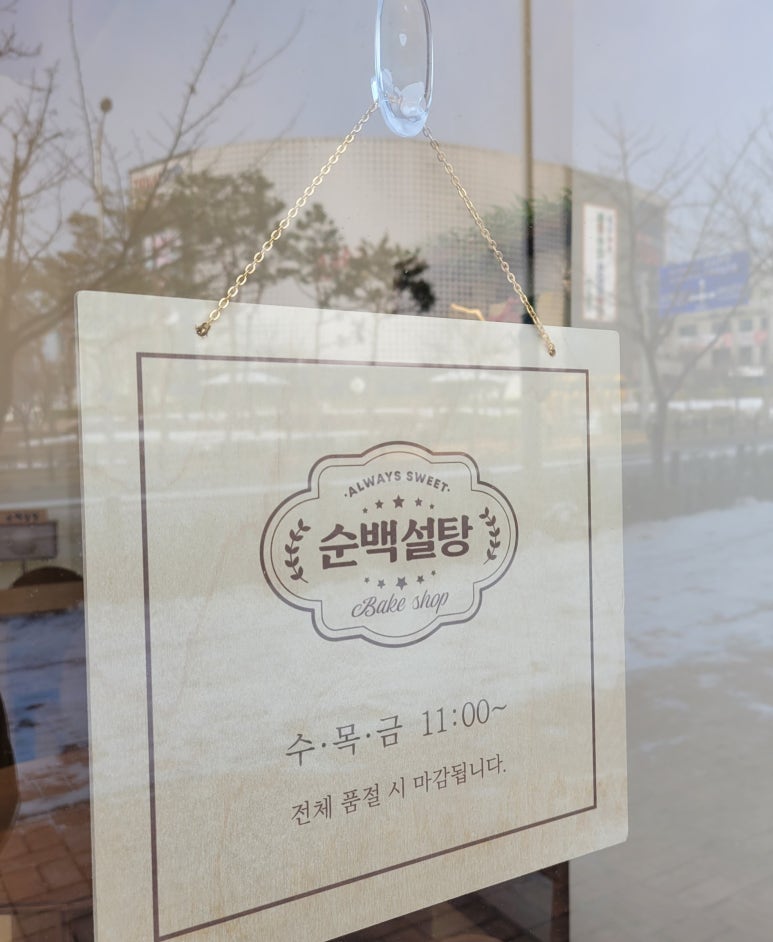 ·ALWAYS SWEET·
순백설탕
Bake shop
수·목·금 11:00~
전체 품절 시 마감됩니다.